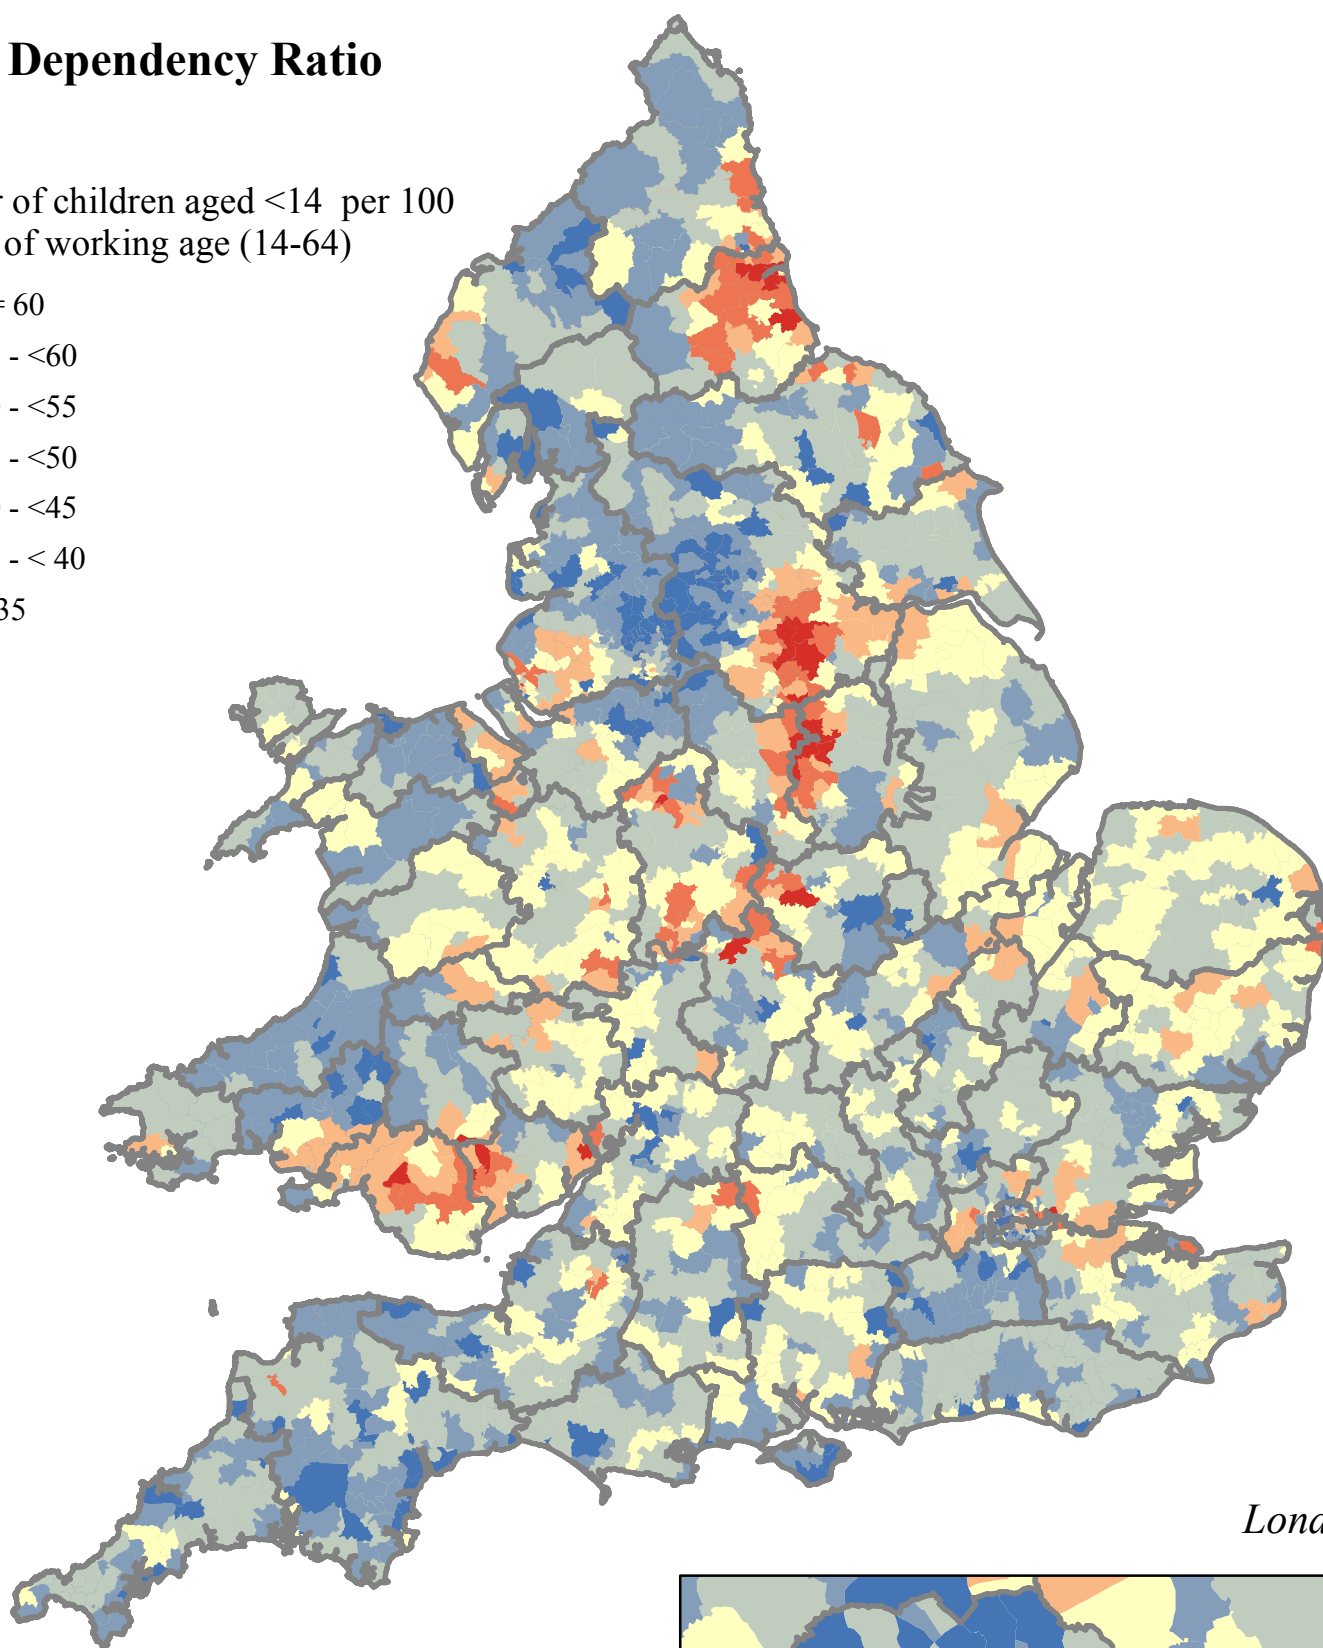 Dependency Ratio
r of children aged <14 per 100
of working age (14-64)
= 60
- <60
- <55
- <50
- <45
- < 40
35
Lond